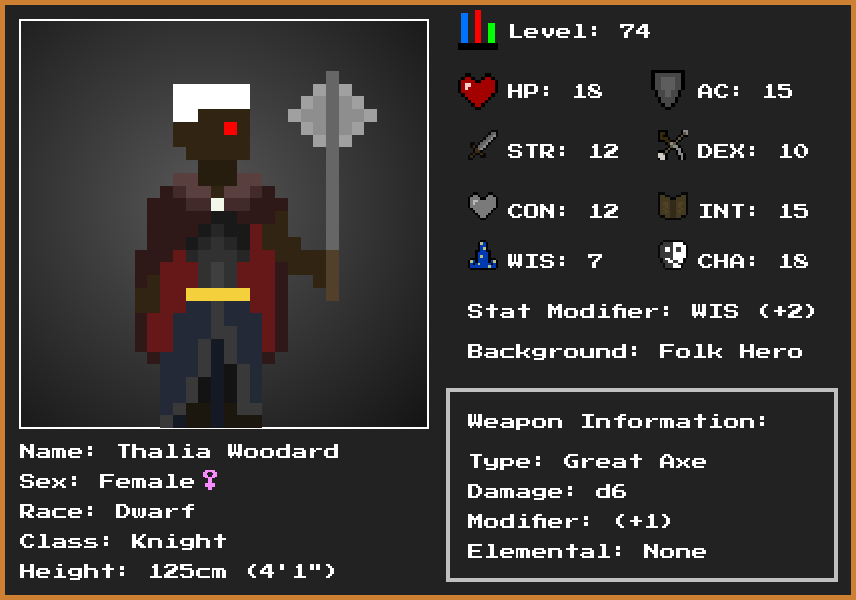 Level: 74
HP: 18
AC: 15
STR: 12
DEX: 10
CON: 12
INT: 15
WIS: 7
CHA: 18
Stat Modifier: WIS (+2)
Background: Folk Hero
Weapon Information:
Type: Great Axe
Damage: d6
Modifier: (+1)
Elemental: None
Name: Thalia Woodard
Sex: Female♀
Race: Dwarf
Class: Knight
Height: 125cm (4'1")